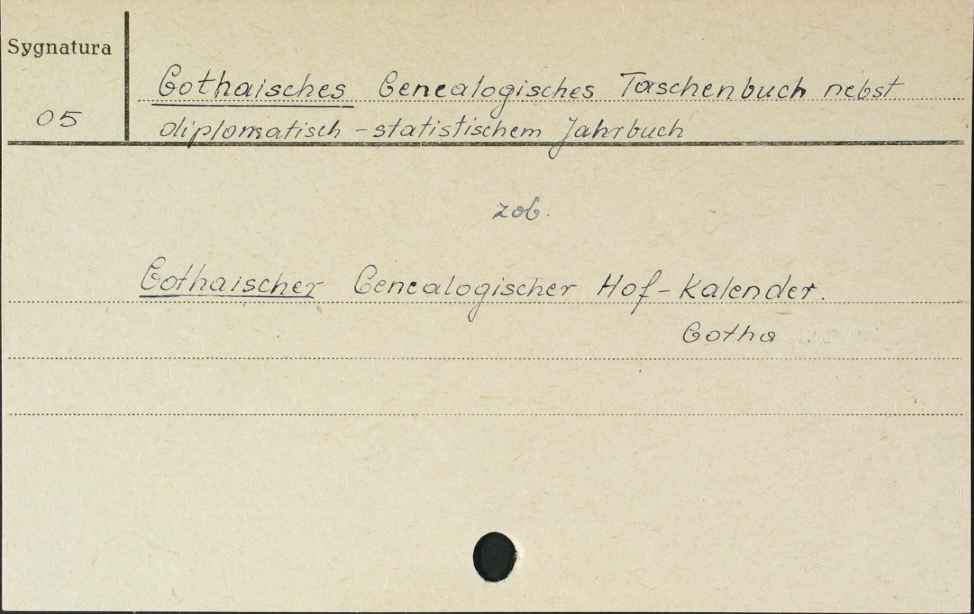 Sygnatura
05
Gothaisches Genealogisches Taschenbuch nebst
diplomatisch - statistischem Jahrbuch
zob.
Gothaischer Genealogischer Hof-Kalender.
Gotha